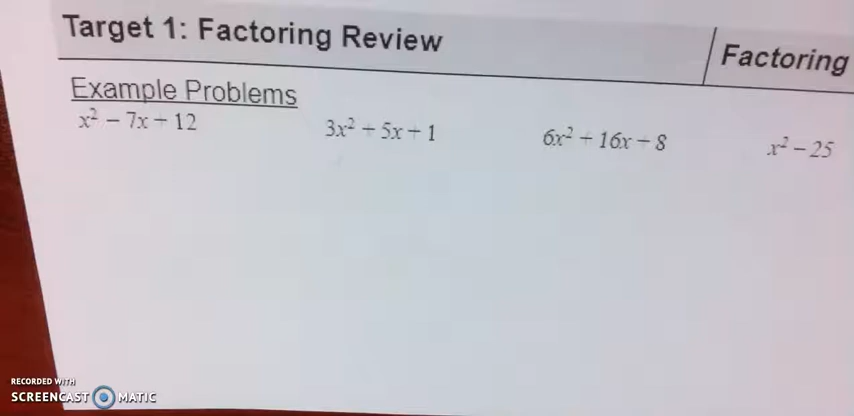 Target 1: Factoring Review
Factoring
Example Problems
x² − 7x + 12
3x² + 5x + 1
6x² + 16x + 8
x² − 25
RECORDED WITH
SCREENCAST MATIC